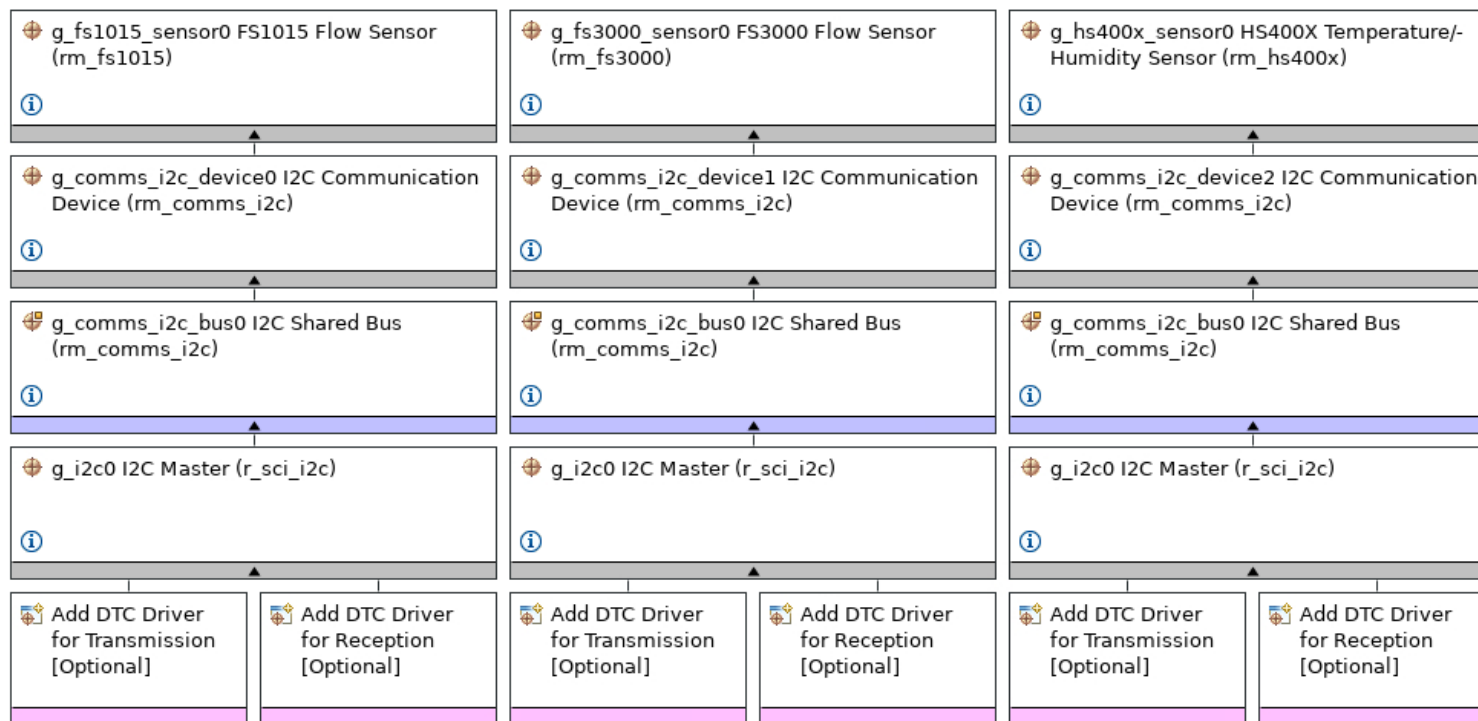 g_fs1015_sensor0 FS1015 Flow Sensor
(rm_fs1015)
g_fs3000_sensor0 FS3000 Flow Sensor
(rm_fs3000)
g_hs400x_sensor0 HS400X Temperature/-
Humidity Sensor (rm_hs400x)
g_comms_i2c_device0 I2C Communication
Device (rm_comms_i2c)
g_comms_i2c_device1 I2C Communication
Device (rm_comms_i2c)
g_comms_i2c_device2 I2C Communication
Device (rm_comms_i2c)
g_comms_i2c_bus0 I2C Shared Bus
(rm_comms_i2c)
g_comms_i2c_bus0 I2C Shared Bus
(rm_comms_i2c)
g_comms_i2c_bus0 I2C Shared Bus
(rm_comms_i2c)
g_i2c0 I2C Master (r_sci_i2c)
g_i2c0 I2C Master (r_sci_i2c)
g_i2c0 I2C Master (r_sci_i2c)
Add DTC Driver
for Transmission
[Optional]
Add DTC Driver
for Reception
[Optional]
Add DTC Driver
for Transmission
[Optional]
Add DTC Driver
for Reception
[Optional]
Add DTC Driver
for Transmission
[Optional]
Add DTC Driver
for Reception
[Optional]